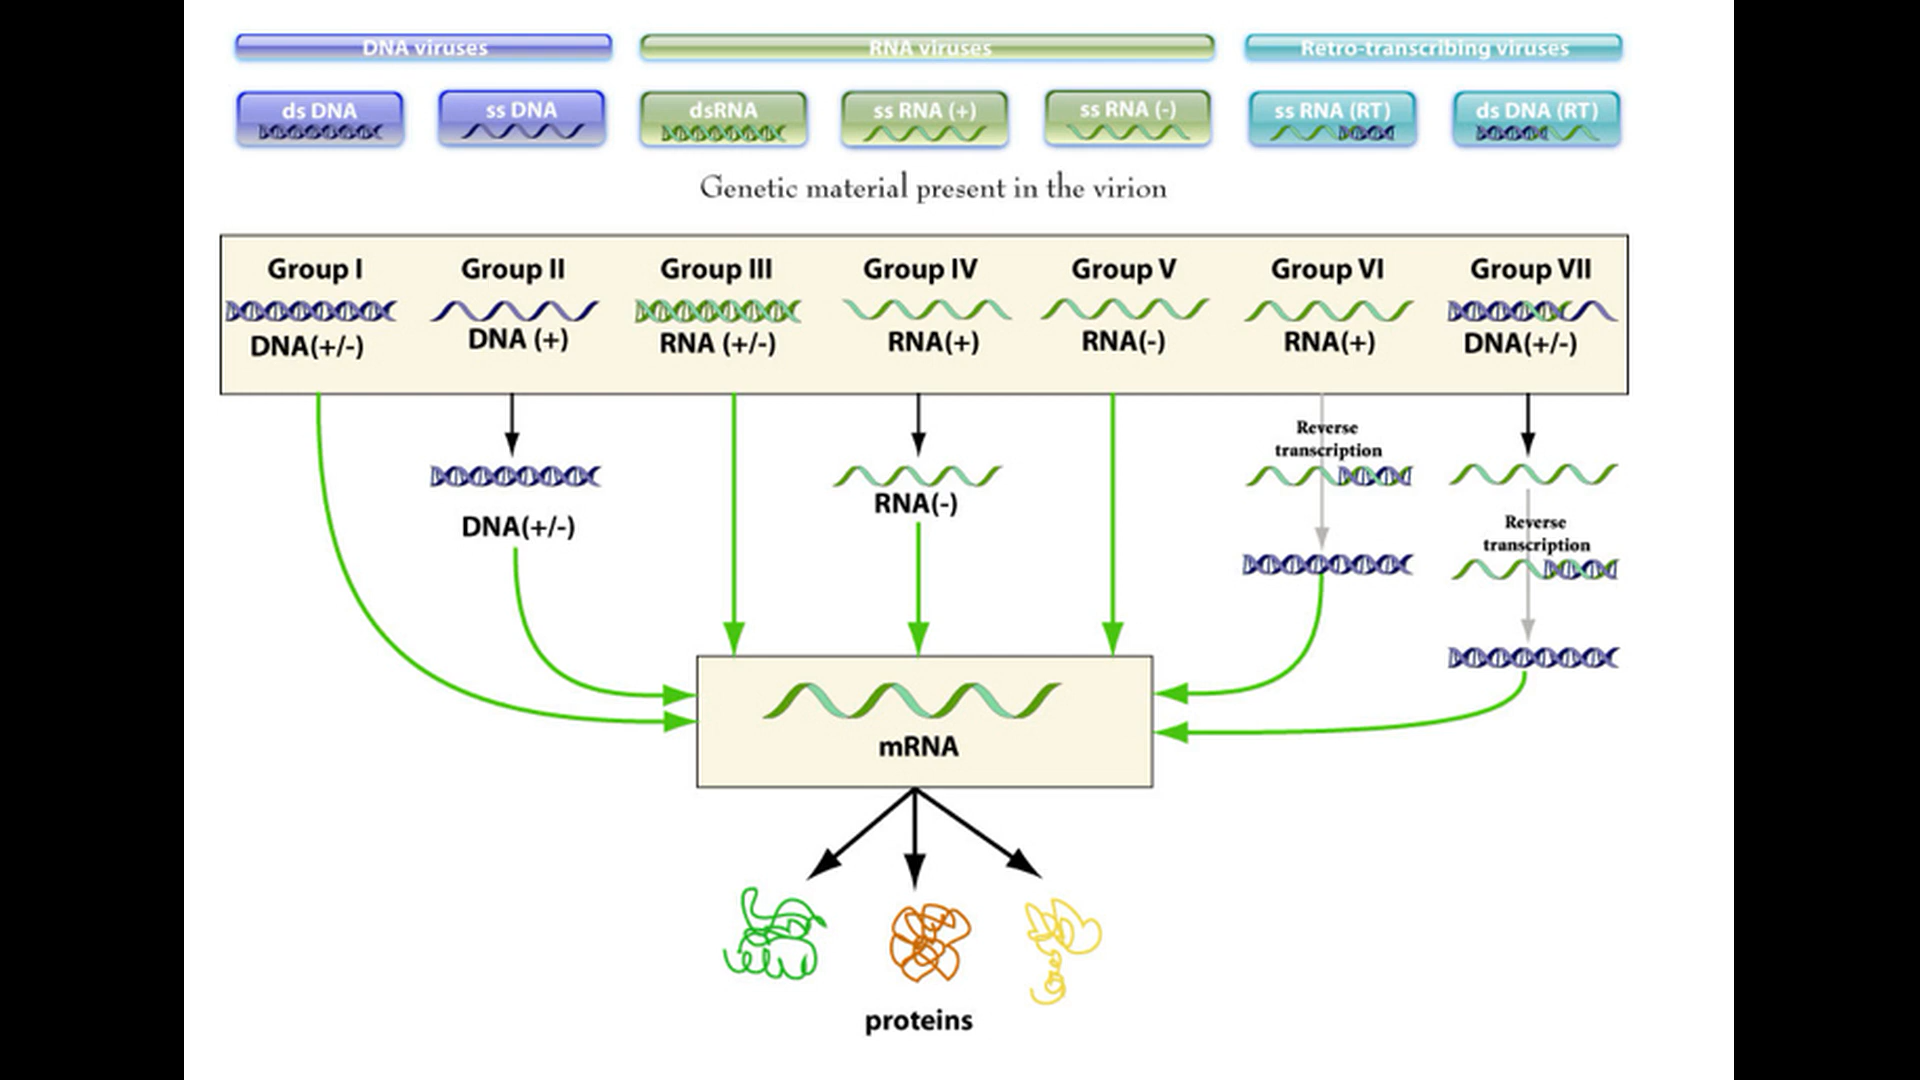 DNA viruses
RNA viruses
Retro-transcribing viruses
ds DNA
ss DNA
dsRNA
ss RNA (+)
ss RNA (-)
ss RNA (RT)
ds DNA (RT)
Genetic material present in the virion
Group I
Group II
Group III
Group IV
Group V
Group VI
Group VII
DNA(+/-)
DNA (+)
RNA (+/-)
RNA(+)
RNA(-)
RNA(+)
DNA(+/-)
Reverse
transcription
DNA(+/-)
RNA(-)
Reverse
transcription
mRNA
proteins